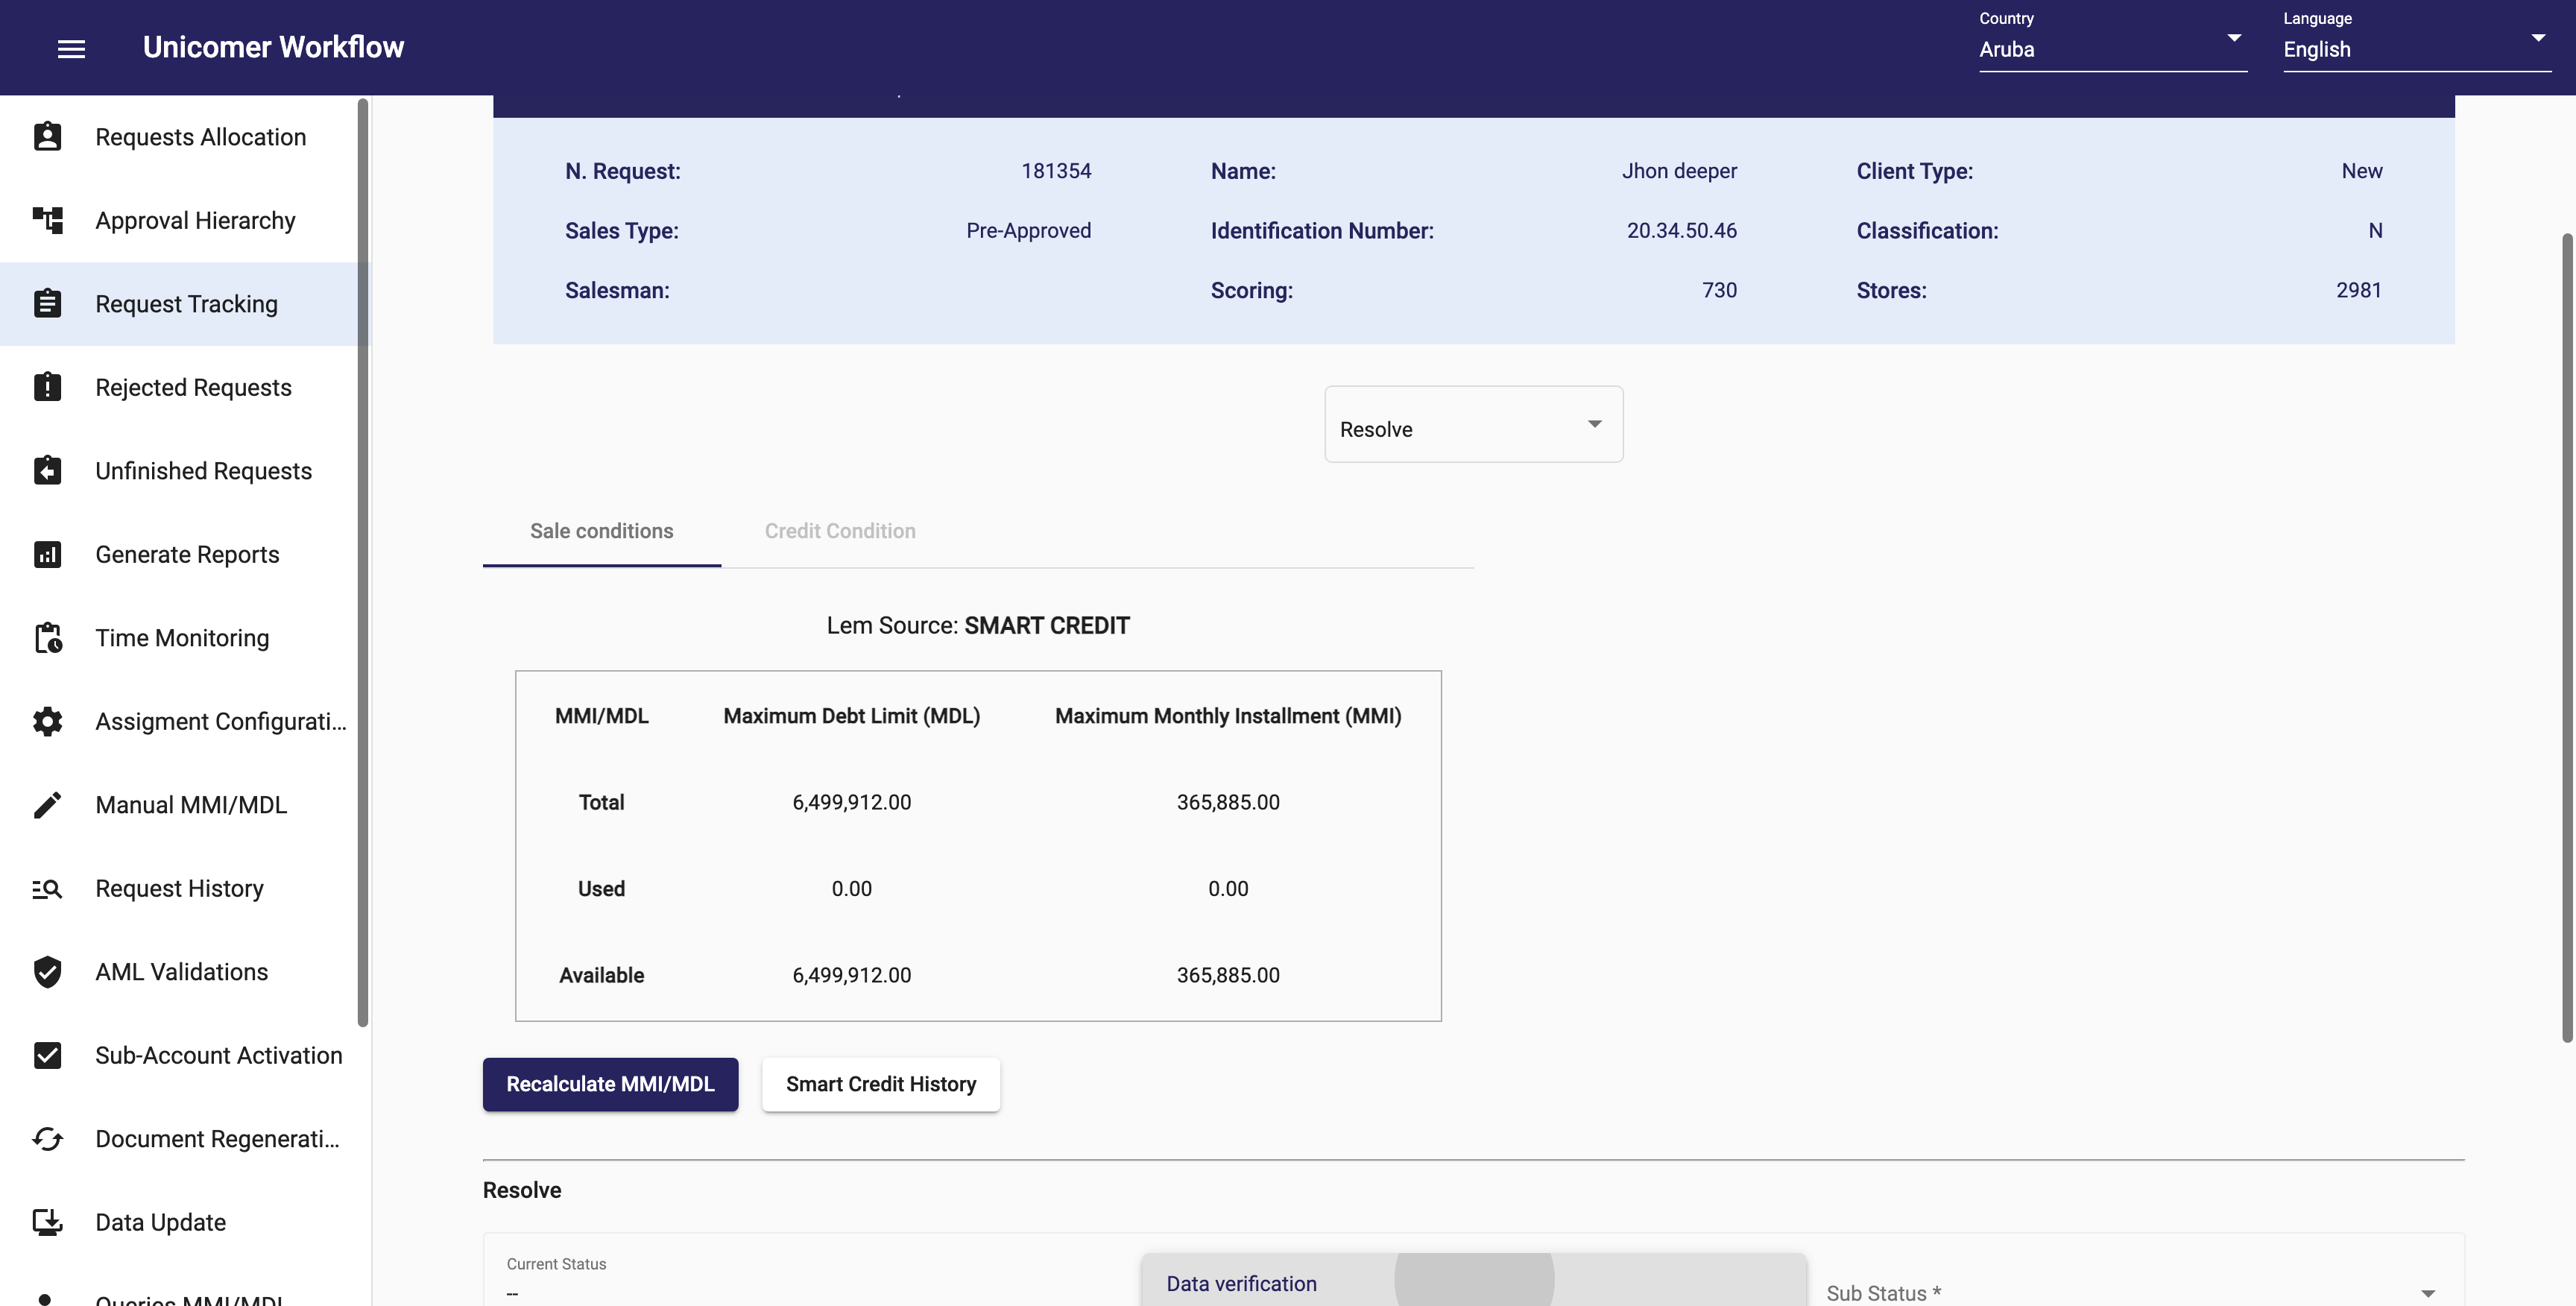 Unicomer Workflow
Country
Aruba
Language
English
Requests Allocation
Approval Hierarchy
Request Tracking
Rejected Requests
Unfinished Requests
Generate Reports
Time Monitoring
Assigment Configurati...
Manual MMI/MDL
Request History
AML Validations
Sub-Account Activation
Document Regenerati...
Data Update
Queries MMI/MDL
N. Request: 181354 Name: Jhon deeper Client Type: New
Sales Type: Pre-Approved Identification Number: 20.34.50.46 Classification: N
Salesman: Scoring: 730 Stores: 2981
Resolve
Sale conditions Credit Condition
Lem Source: SMART CREDIT
MMI/MDL Maximum Debt Limit (MDL) Maximum Monthly Installment (MMI)
Total 6,499,912.00 365,885.00
Used 0.00 0.00
Available 6,499,912.00 365,885.00
Recalculate MMI/MDL Smart Credit History
Resolve
Current Status
--
Data verification
Sub Status *